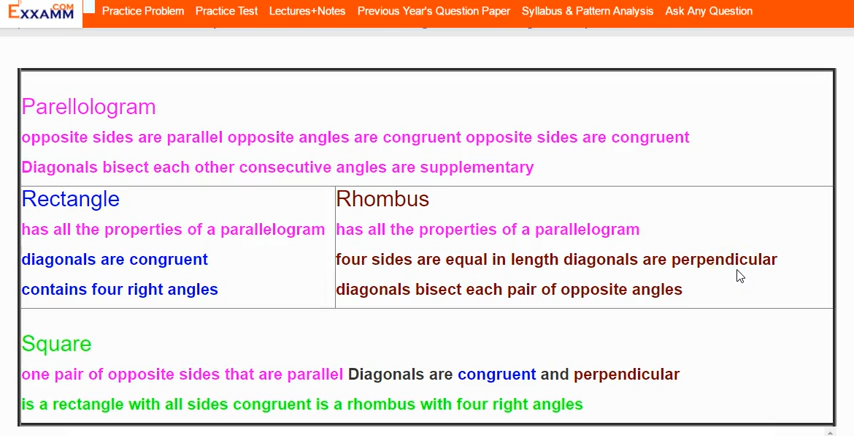 EXXAMM .COM
Practice Problem Practice Test Lectures+Notes Previous Year's Question Paper Syllabus & Pattern Analysis Ask Any Question
Parellologram
opposite sides are parallel opposite angles are congruent opposite sides are congruent
Diagonals bisect each other consecutive angles are supplementary
Rectangle
has all the properties of a parallelogram
diagonals are congruent
contains four right angles
Rhombus
has all the properties of a parallelogram
four sides are equal in length diagonals are perpendicular
diagonals bisect each pair of opposite angles
Square
one pair of opposite sides that are parallel Diagonals are congruent and perpendicular
is a rectangle with all sides congruent is a rhombus with four right angles